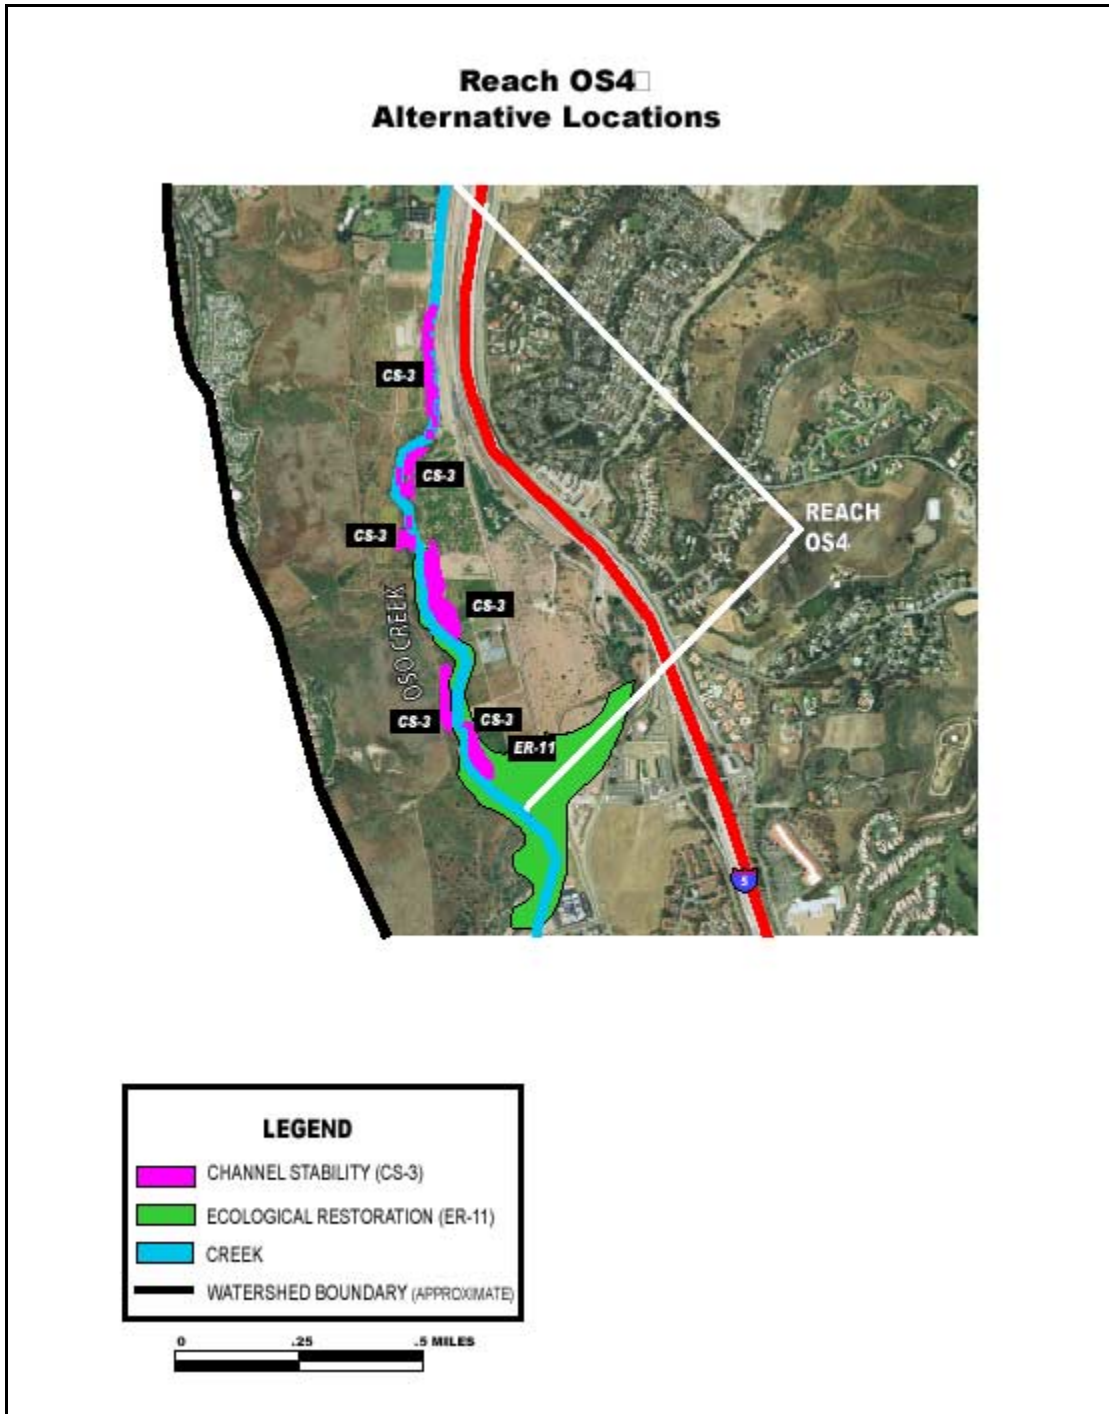 Reach OS4
Alternative Locations
CS-3
CS-3
CS-3
REACH
OS4
CS-3
OSO CREEK
CS-3
CS-3
ER-11
5
LEGEND
CHANNEL STABILITY (CS-3)
ECOLOGICAL RESTORATION (ER-11)
CREEK
WATERSHED BOUNDARY (APPROXIMATE)
0 .25 .5 MILES